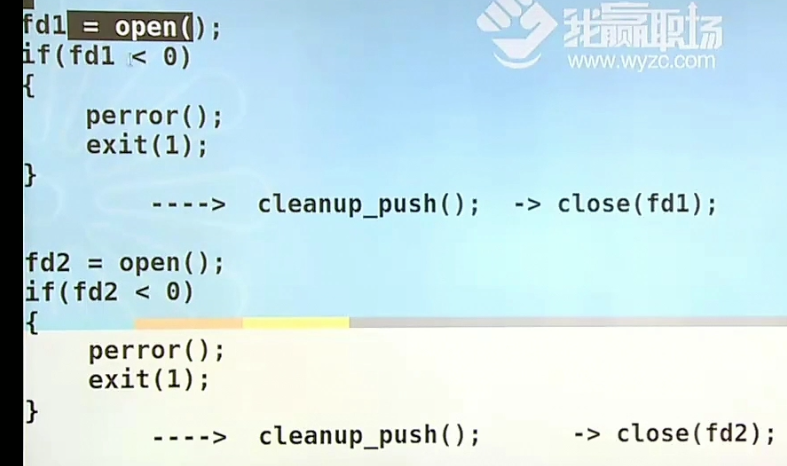 我赢职场
www.wyzc.com
fd1 = open();
if(fd1 < 0)
{
perror();
exit(1);
}
----> cleanup_push(); -> close(fd1);
fd2 = open();
if(fd2 < 0)
{
perror();
exit(1);
}
----> cleanup_push(); -> close(fd2);